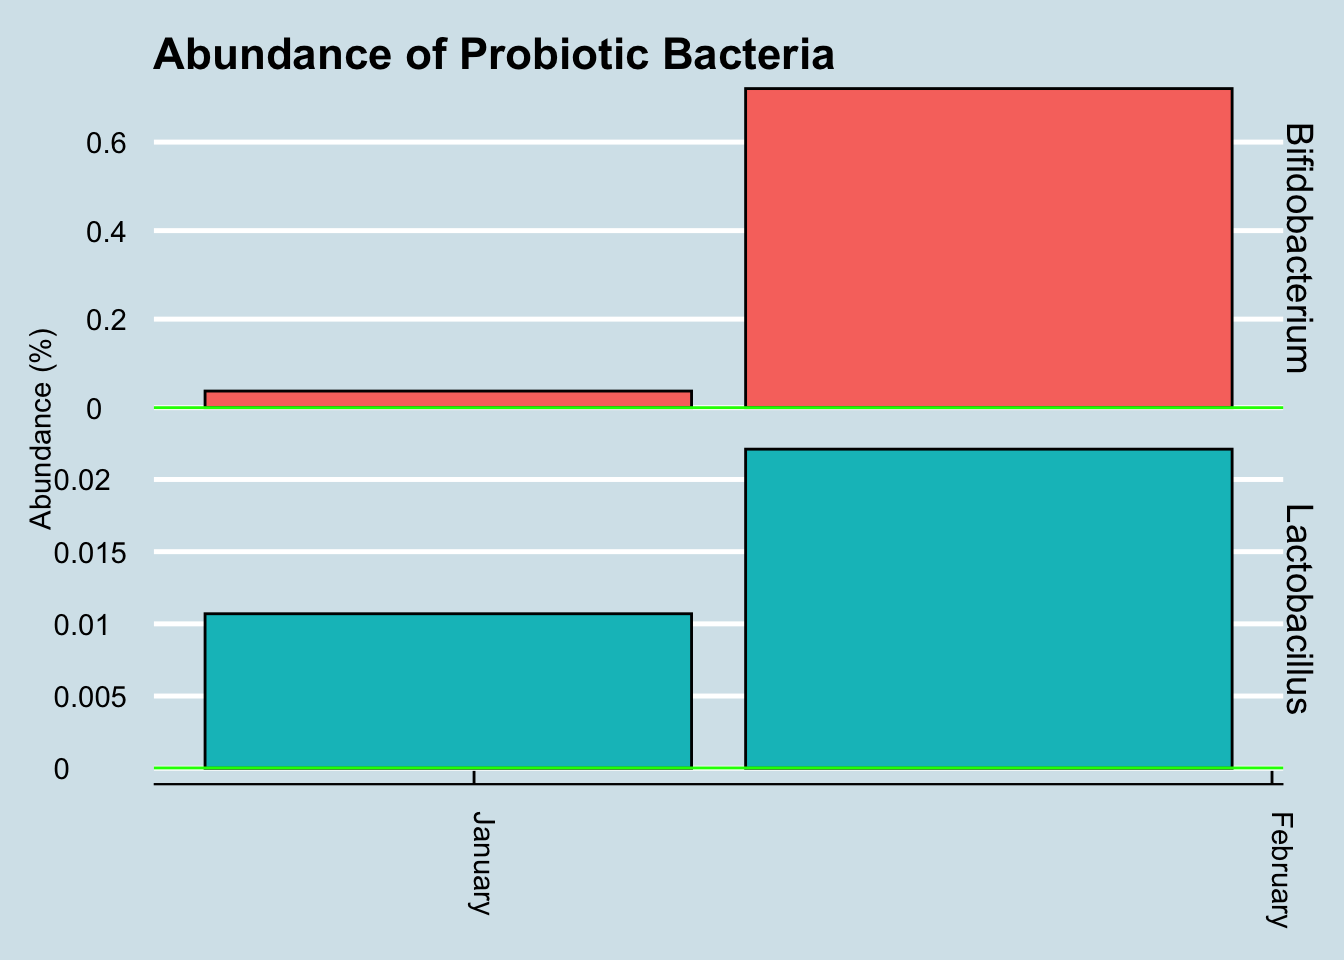 Abundance of Probiotic Bacteria
0.6
0.4
0.2
0
Bifidobacterium
Abundance (%)
0.02
0.015
0.01
0.005
0
Lactobacillus
January
February